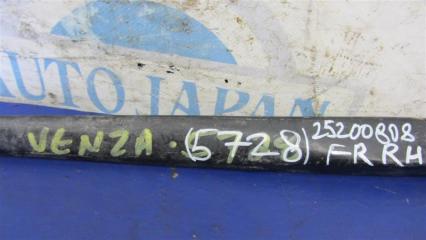 AUTO JAPAN
VENZA. (5728) 25200808
FR RH